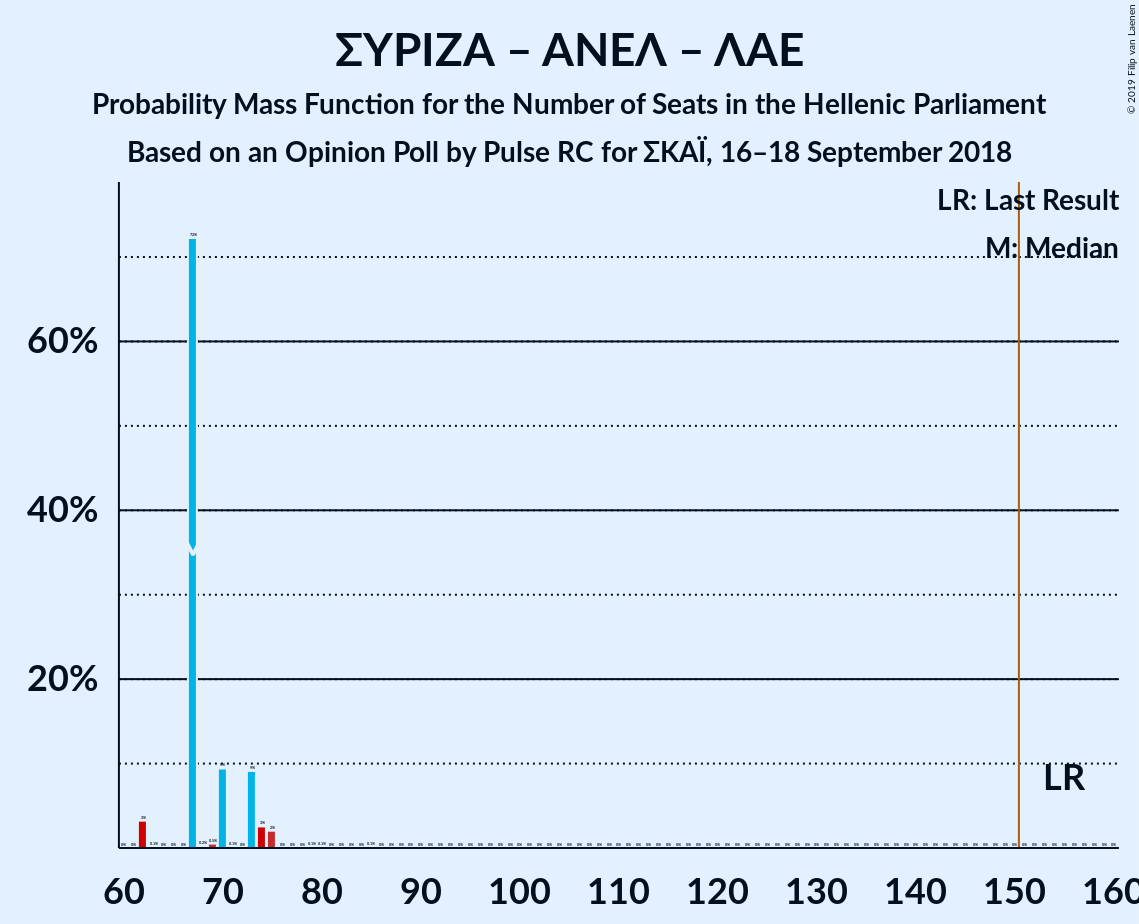 ΣΥΡΙΖΑ – ΑΝΕΛ – ΛΑΕ
Probability Mass Function for the Number of Seats in the Hellenic Parliament
Based on an Opinion Poll by Pulse RC for ΣΚΑΪ, 16–18 September 2018
© 2019 Filip van Laenen
LR: Last Result
M: Median
60%
40%
20%
72%
M
LR
60 70 80 90 100 110 120 130 140 150 160